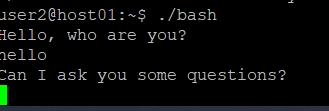 user2@host01:~$ ./bash
Hello, who are you?
hello
Can I ask you some questions?